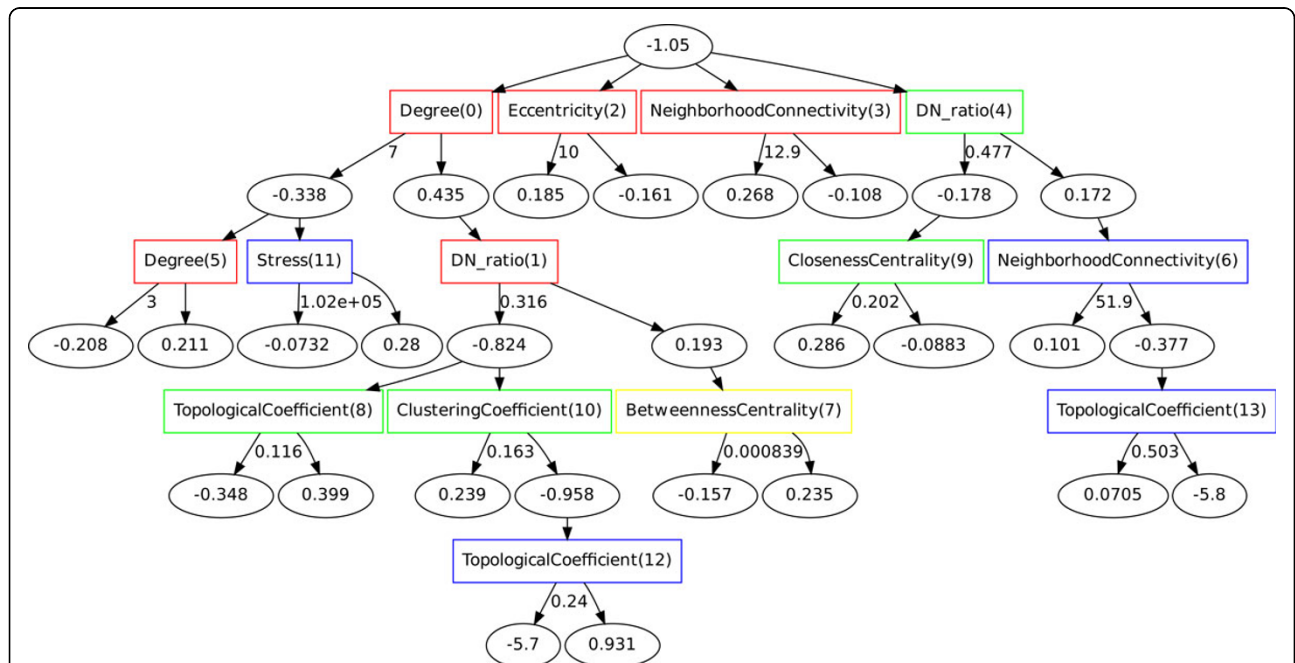 -1.05
Degree(0) Eccentricity(2) NeighborhoodConnectivity(3) DN_ratio(4)
7 10 12.9 0.477
-0.338 0.435 0.185 -0.161 0.268 -0.108 -0.178 0.172
Degree(5) Stress(11) DN_ratio(1) ClosenessCentrality(9) NeighborhoodConnectivity(6)
3 1.02e+05 0.316 0.202 51.9
-0.208 0.211 -0.0732 0.28 -0.824 0.193 0.286 -0.0883 0.101 -0.377
TopologicalCoefficient(8) ClusteringCoefficient(10) BetweennessCentrality(7) TopologicalCoefficient(13)
0.116 0.163 0.000839 0.503
-0.348 0.399 0.239 -0.958 -0.157 0.235 0.0705 -5.8
TopologicalCoefficient(12)
0.24
-5.7 0.931